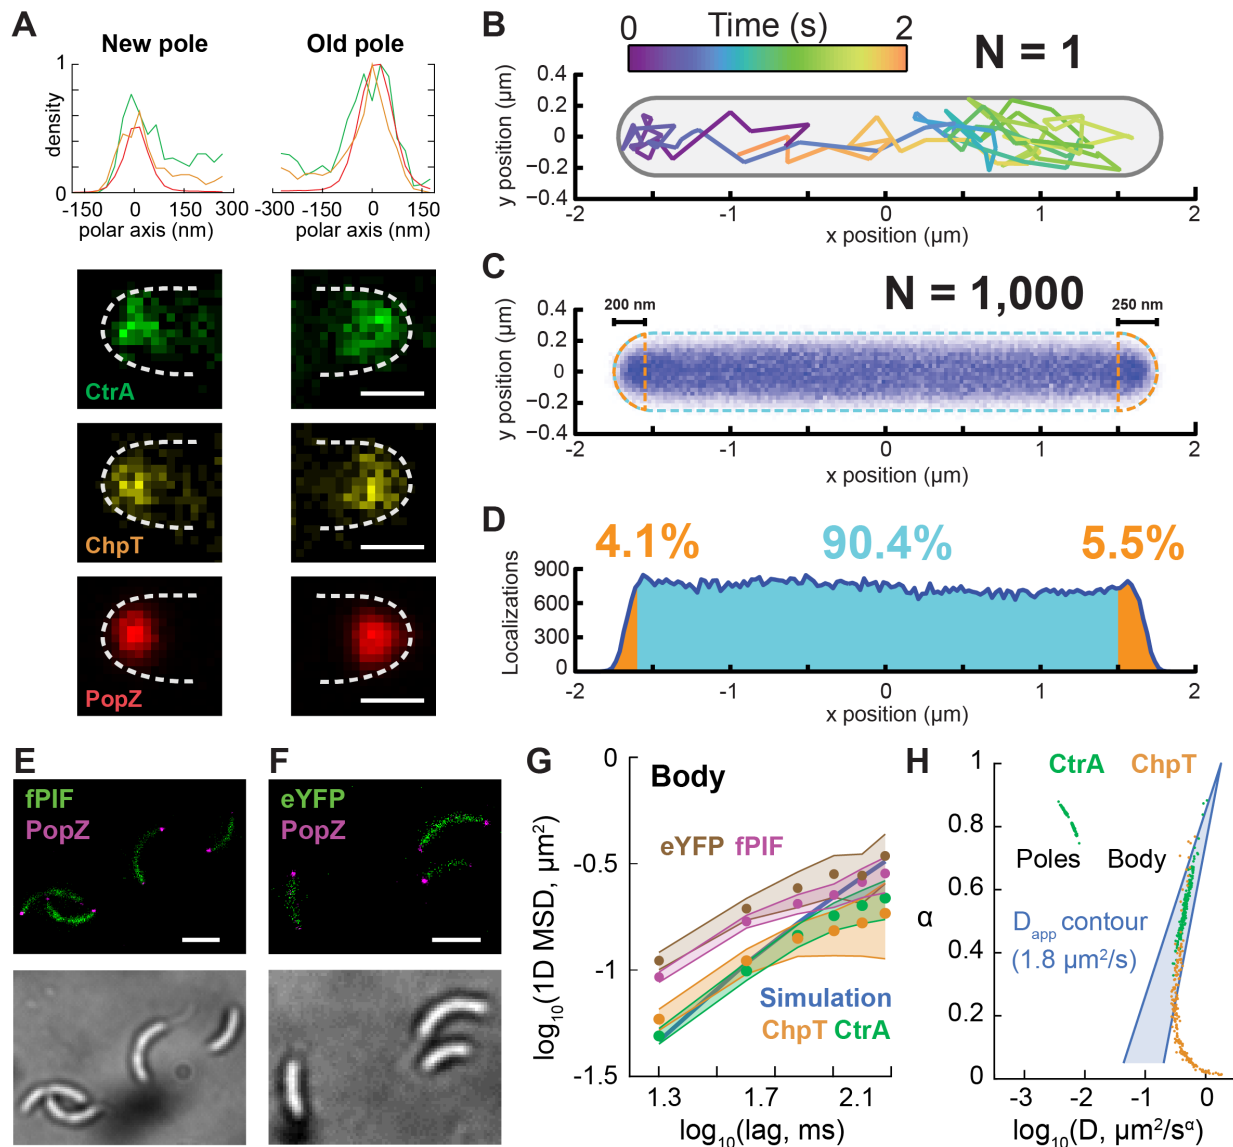 A
New pole
Old pole
1
density
0
-150
0
150
300
-300
-150
0
150
polar axis (nm)
polar axis (nm)
CtrA
ChpT
PopZ
B
Time (s)
0
2
N = 1
y position (μm)
0.4
0.2
0
−0.2
−0.4
-2
-1
0
1
2
x position (μm)
C
N = 1,000
200 nm
250 nm
y position (μm)
0.4
0.2
0
−0.2
−0.4
-2
-1
0
1
2
x position (μm)
D
4.1%
90.4%
5.5%
Localizations
900
600
300
0
-2
-1
0
1
2
x position (μm)
E
fPIF
PopZ
F
eYFP
PopZ
G
Body
log10(1D MSD, μm²)
0
-0.5
-1
-1.5
eYFP fPIF
Simulation
ChpT CtrA
1.3
1.7
2.1
log10(lag, ms)
H
CtrA
ChpT
α
1
0.8
0.6
0.4
0.2
0
Poles
Body
Dapp contour
(1.8 μm²/s)
-3
-2
-1
0
log10(D, μm²/sα)